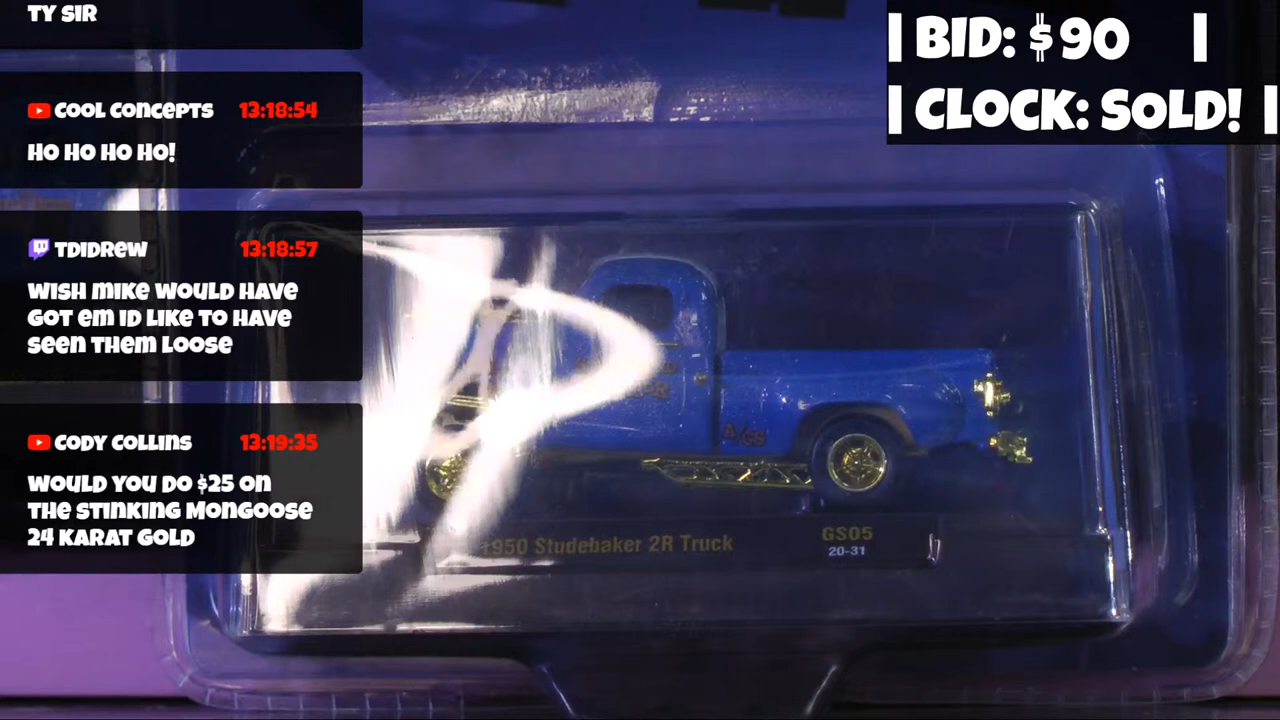 TY SIR
| BID: $90 |
| CLOCK: SOLD! |
COOL CONCEPTS 13:18:54
HO HO HO HO!
TDIDREW 13:18:57
WISH MIKE WOULD HAVE
GOT EM ID LIKE TO HAVE
SEEN THEM LOOSE
CODY COLLINS 13:19:35
WOULD YOU DO $25 ON
THE STINKING MONGOOSE
24 KARAT GOLD
A/GS
1950 Studebaker 2R Truck
GS05
20-31